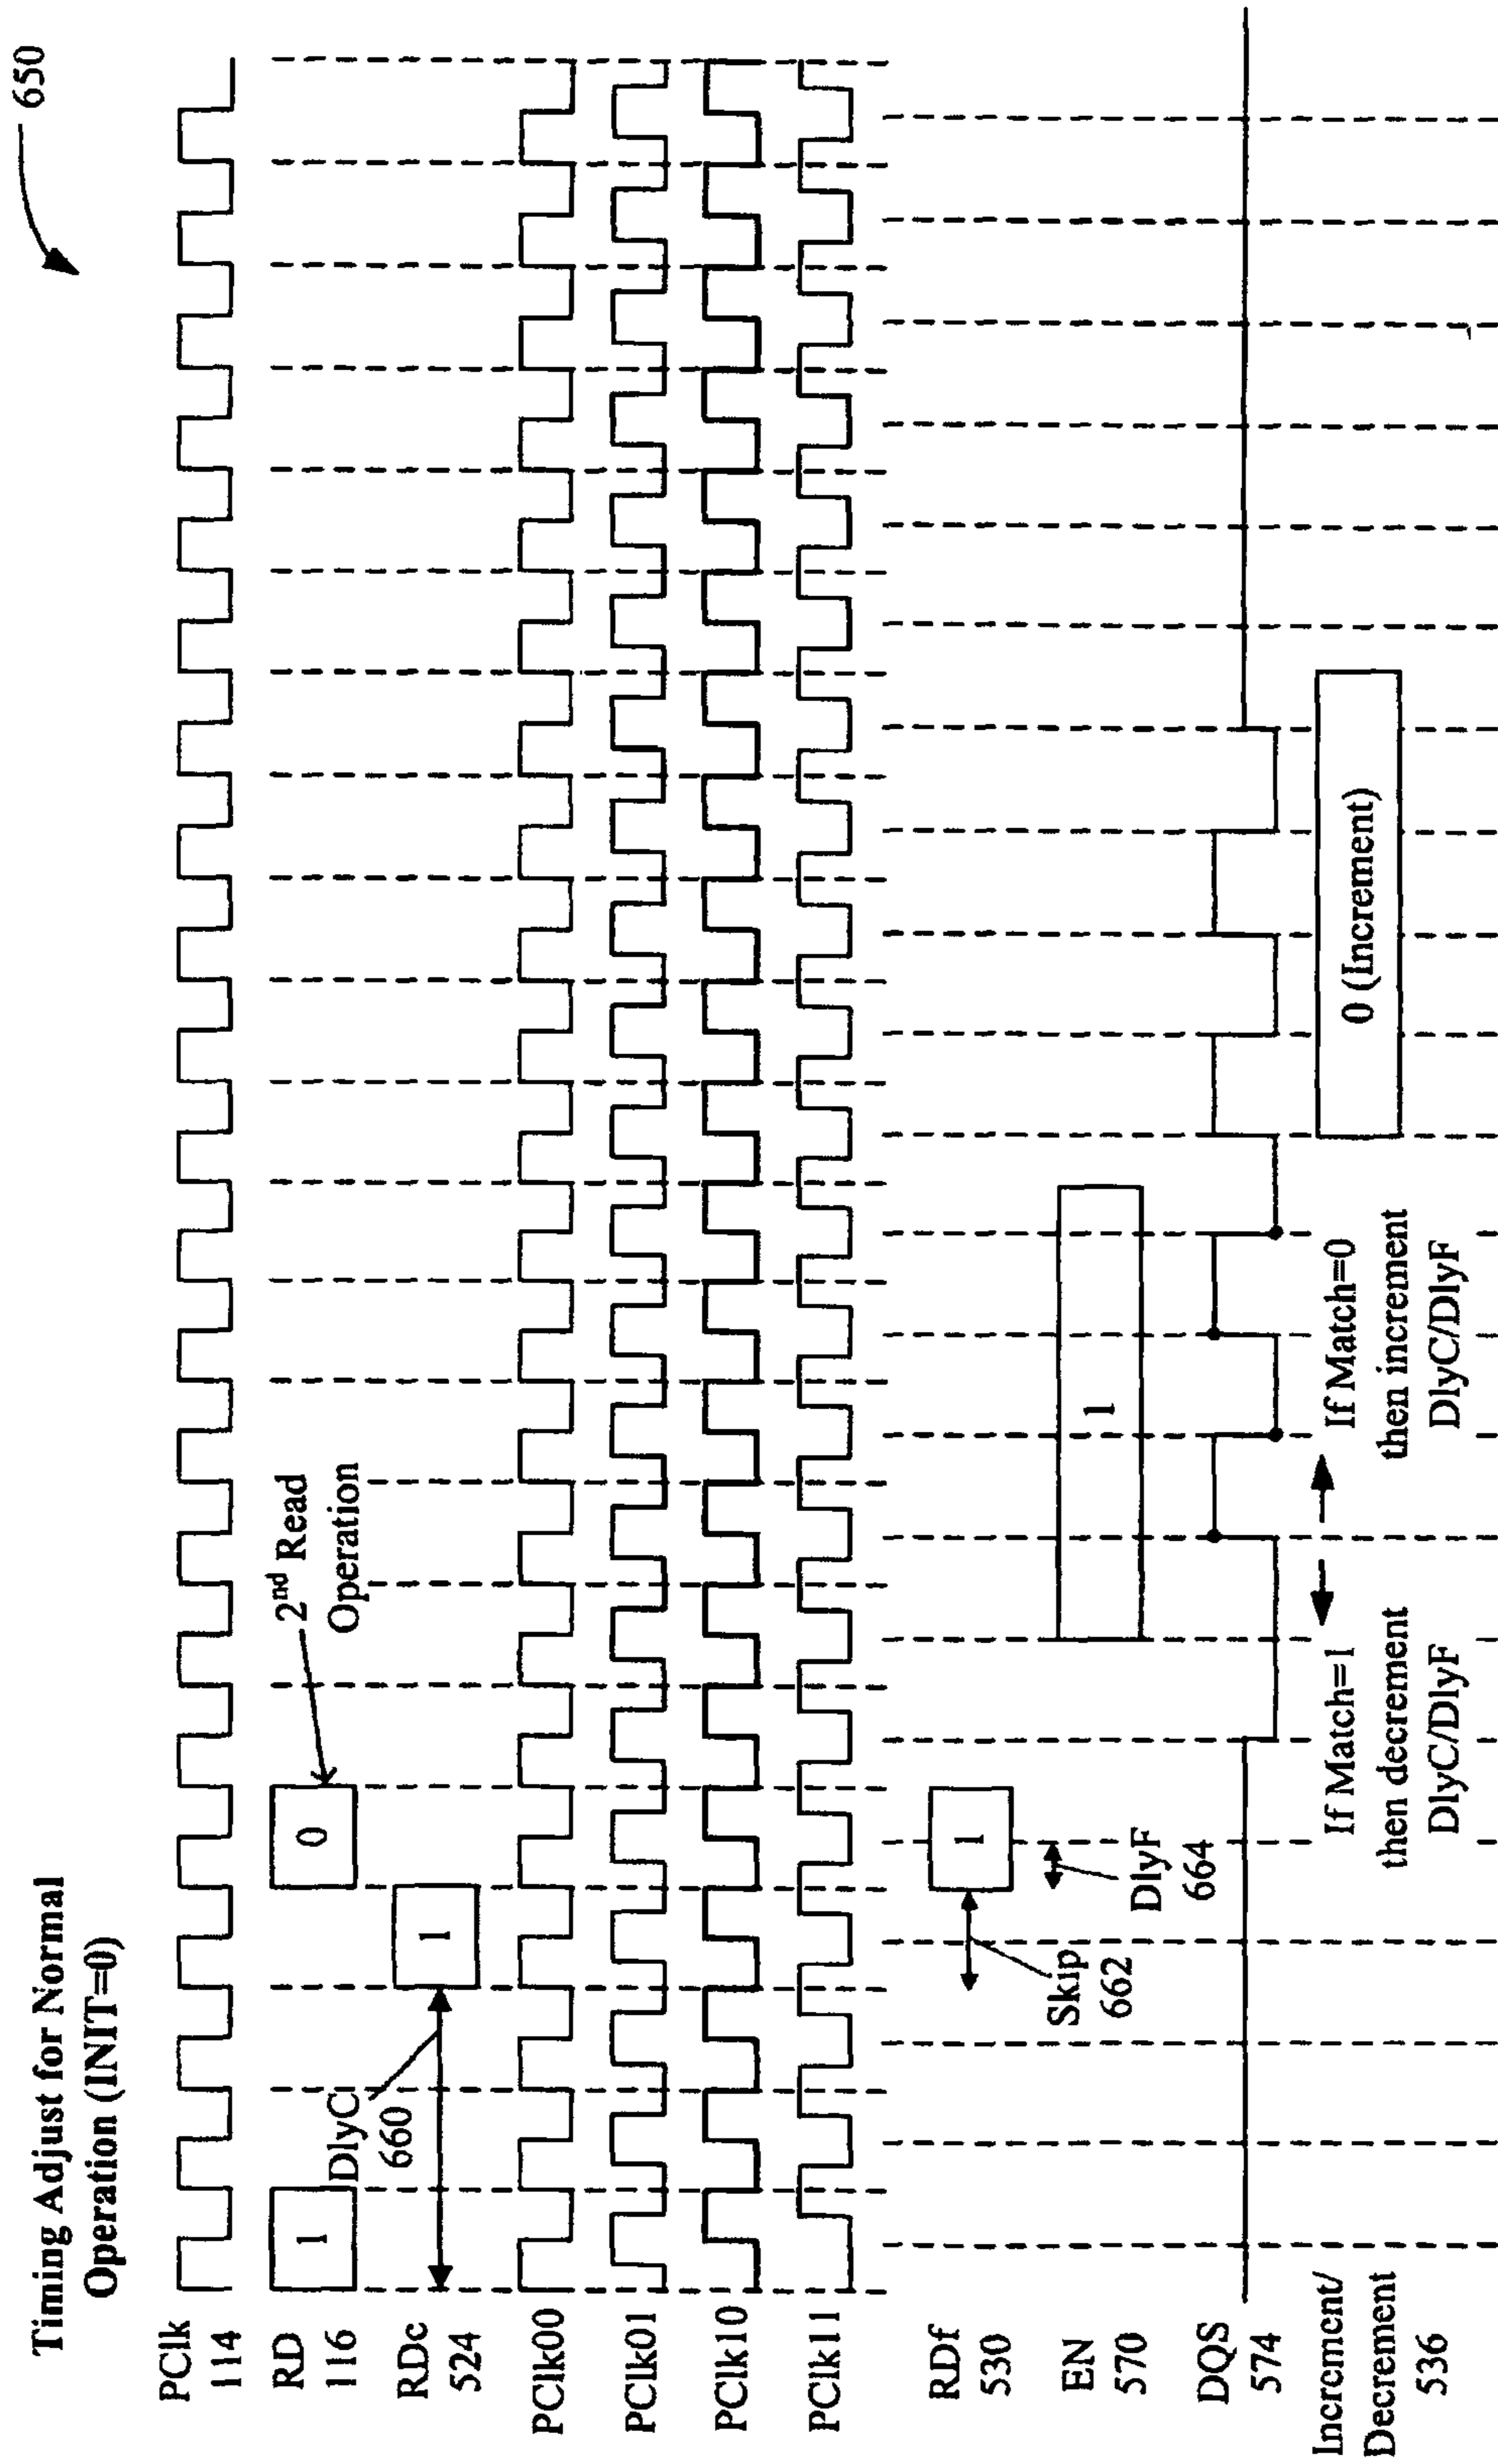 650
Timing Adjust for Normal
Operation (INIT=0)
PClk
114
RD
116
1
0
2nd Read
Operation
RDc
524
DlyC
660
1
PClk00
PClk01
PClk10
PClk11
RDf
530
Skip
662
1
DlyF
664
EN
570
1
DQS
574
Increment/
Decrement
536
If Match=1
then decrement
DlyC/DlyF
If Match=0
then increment
DlyC/DlyF
0 (Increment)